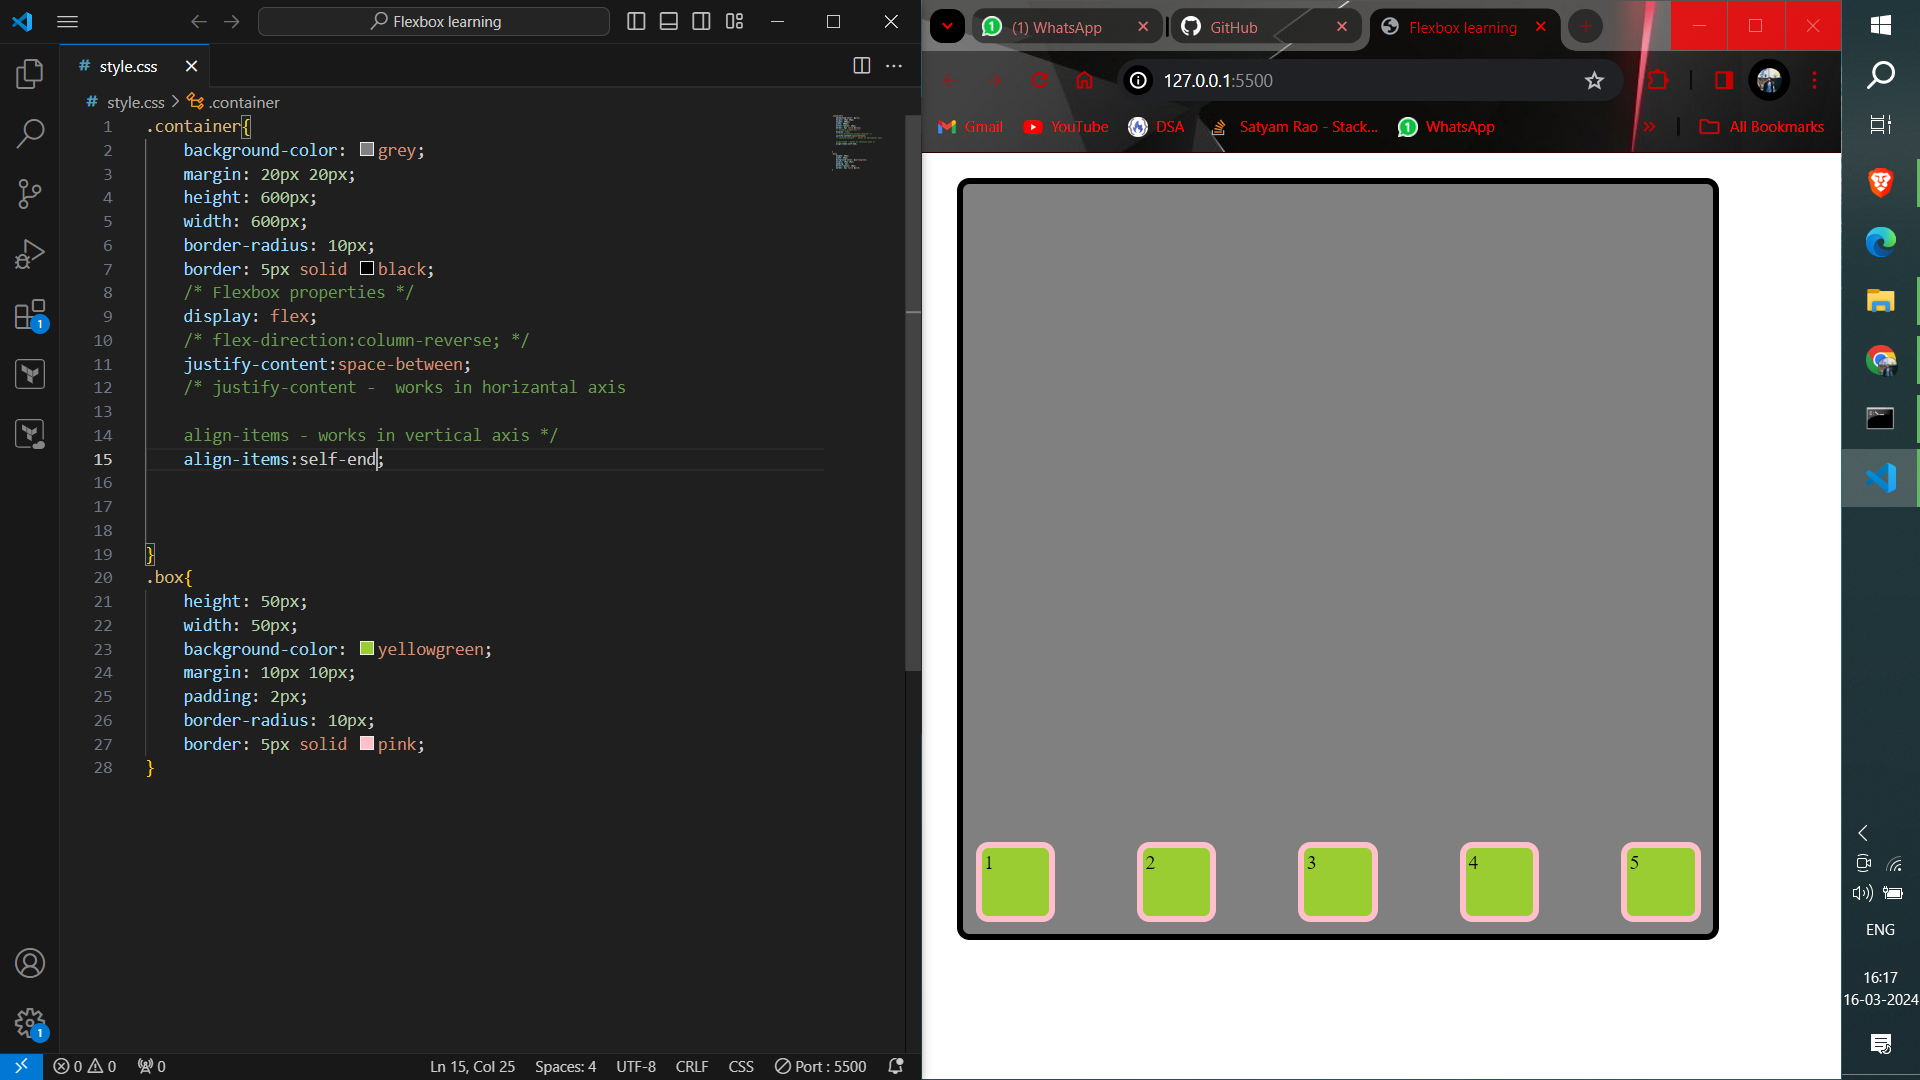 Flexbox learning
# style.css
# style.css > .container
1 .container{
2 background-color: grey;
3 margin: 20px 20px;
4 height: 600px;
5 width: 600px;
6 border-radius: 10px;
7 border: 5px solid black;
8 /* Flexbox properties */
9 display: flex;
10 /* flex-direction:column-reverse; */
11 justify-content:space-between;
12 /* justify-content -  works in horizantal axis
13
14 align-items - works in vertical axis */
15 align-items:self-end;
16
17
18
19 }
20 .box{
21 height: 50px;
22 width: 50px;
23 background-color: yellowgreen;
24 margin: 10px 10px;
25 padding: 2px;
26 border-radius: 10px;
27 border: 5px solid pink;
28 }
1
1
0 0 0
Ln 15, Col 25 Spaces: 4 UTF-8 CRLF CSS Port : 5500
(1) WhatsApp GitHub Flexbox learning
127.0.0.1:5500
Gmail YouTube DSA Satyam Rao - Stack... WhatsApp » All Bookmarks
1 2 3 4 5
ENG
16:17
16-03-2024